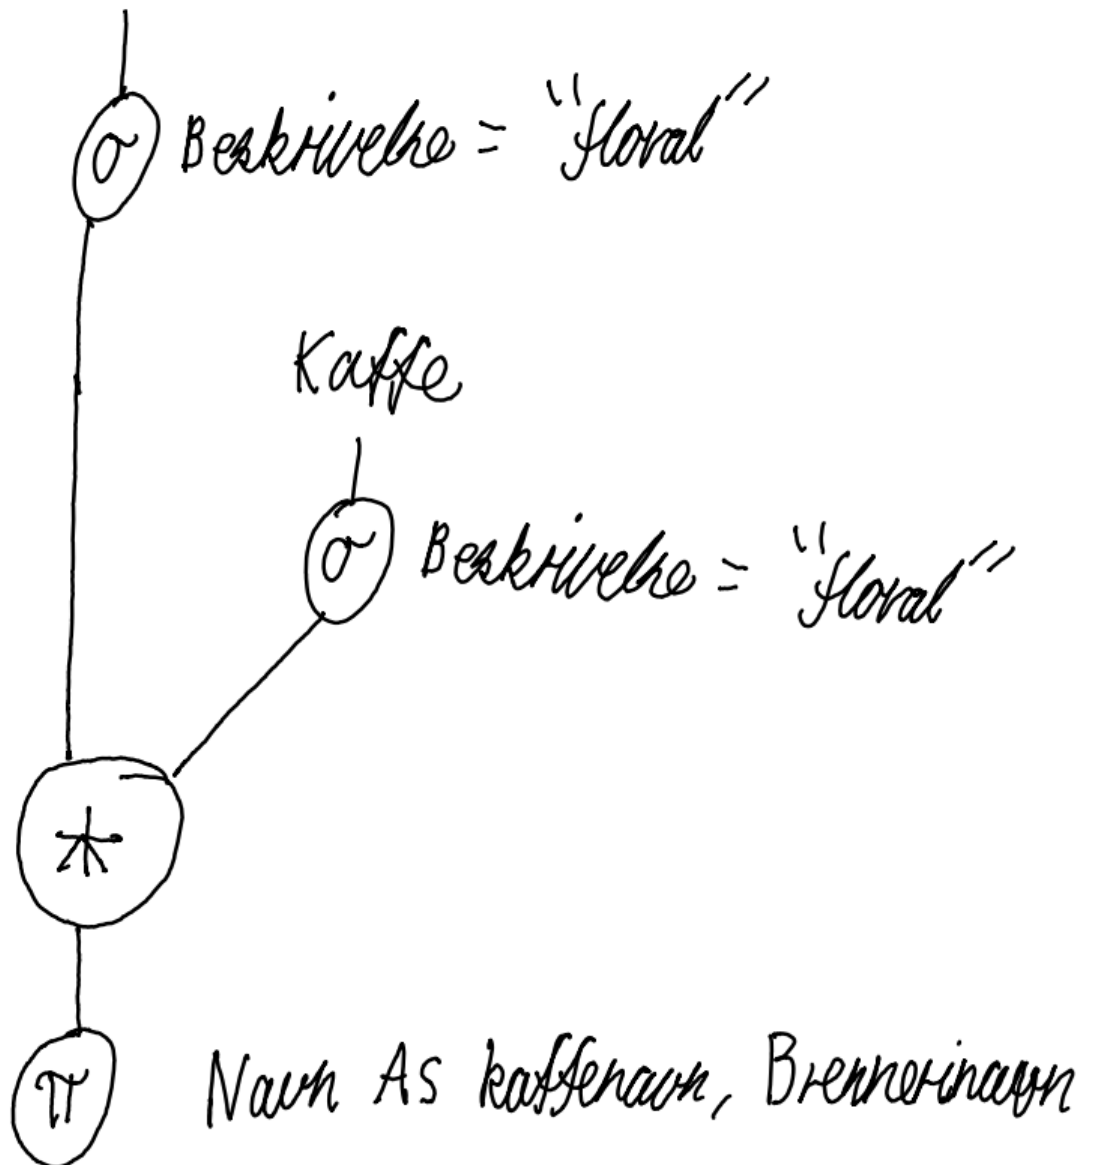 σ Beskrivelse = "floral"
Kaffe
σ Beskrivelse = "floral"
*
π Navn As kaffenavn, Brennerinavn